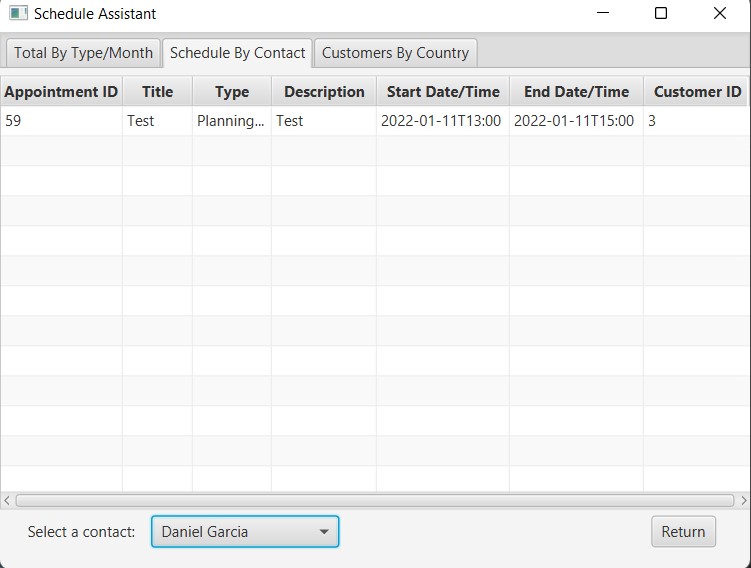 Schedule Assistant
Total By Type/Month Schedule By Contact Customers By Country
Appointment ID Title Type Description Start Date/Time End Date/Time Customer ID
59 Test Planning... Test 2022-01-11T13:00 2022-01-11T15:00 3
Select a contact: Daniel Garcia Return